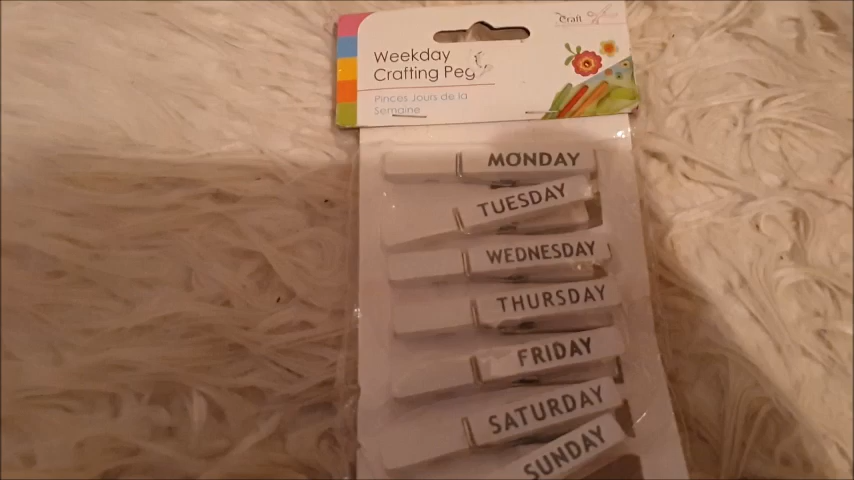 Craft
Weekday
Crafting Peg
Pinces Jours de la
Semaine
MONDAY
TUESDAY
WEDNESDAY
THURSDAY
FRIDAY
SATURDAY
SUNDAY